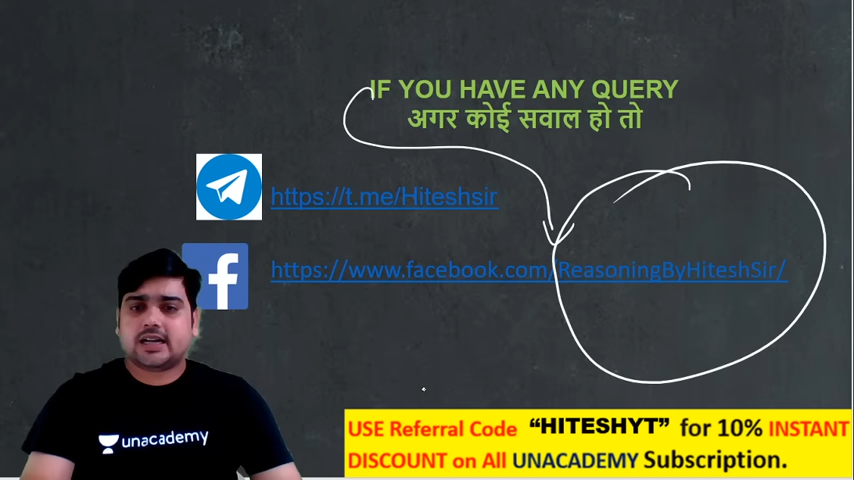 IF YOU HAVE ANY QUERY
अगर कोई सवाल हो तो
https://t.me/Hiteshsir
https://www.facebook.com/ReasoningByHiteshSir/
unacademy
USE Referral Code "HITESHYT" for 10% INSTANT
DISCOUNT on All UNACADEMY Subscription.